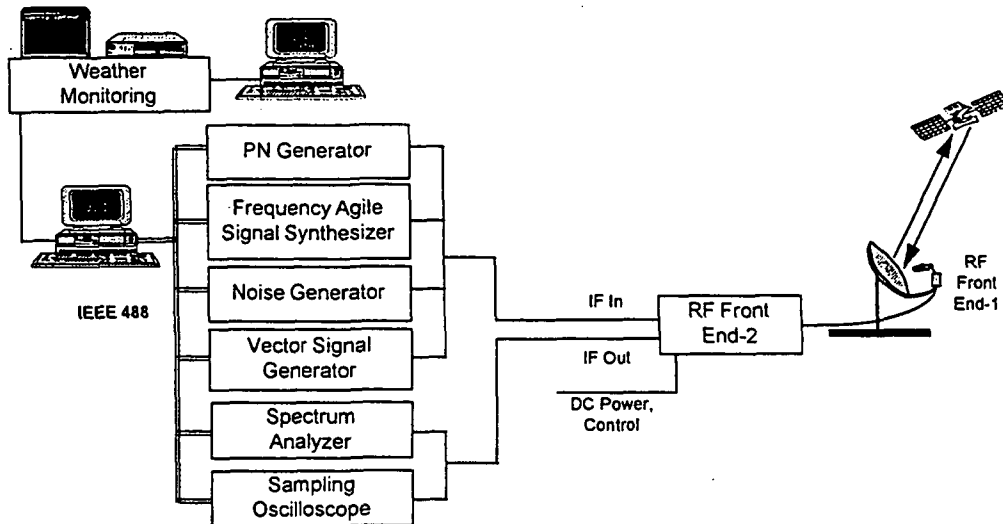 Weather
Monitoring
PN Generator
Frequency Agile
Signal Synthesizer
Noise Generator
IEEE 488
Vector Signal
Generator
Spectrum
Analyzer
Sampling
Oscilloscope
IF In
IF Out
RF Front
End-2
DC Power,
Control
RF
Front
End-1